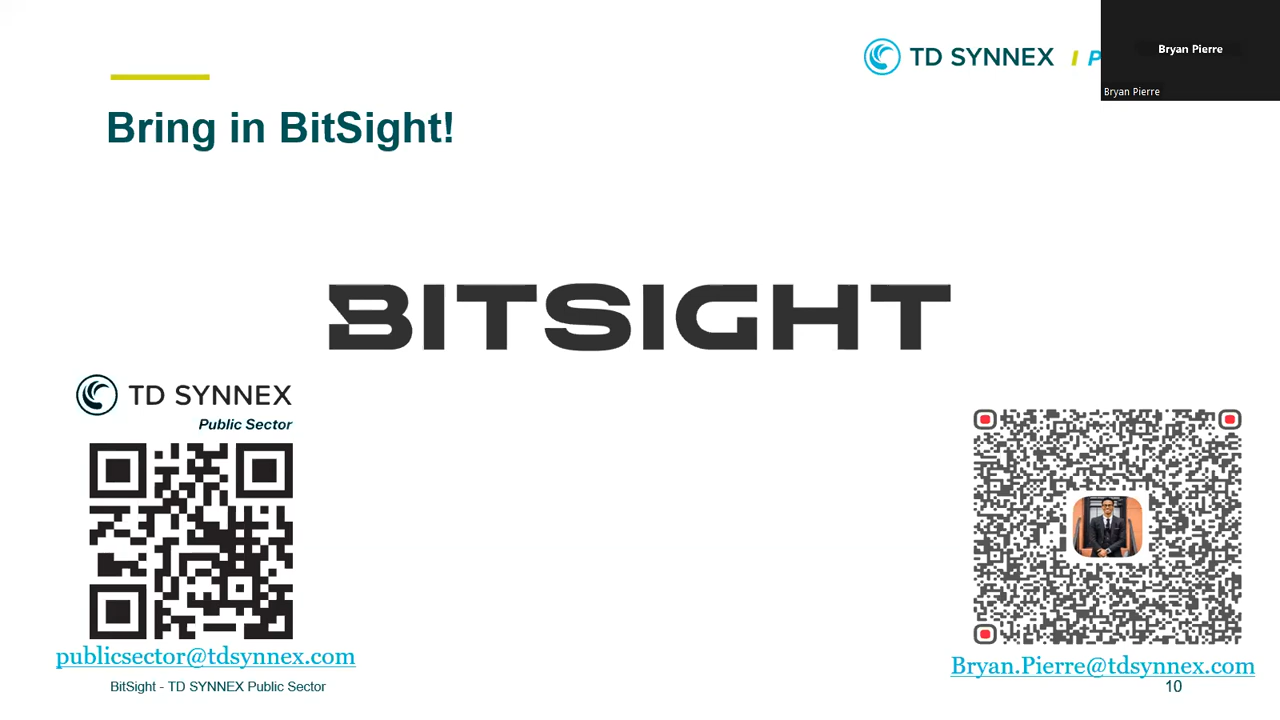 TD SYNNEX
Bryan Pierre
Bryan Pierre
Bring in BitSight!
BITSIGHT
TD SYNNEX
Public Sector
publicsector@tdsynnex.com
Bryan.Pierre@tdsynnex.com
BitSight - TD SYNNEX Public Sector
10